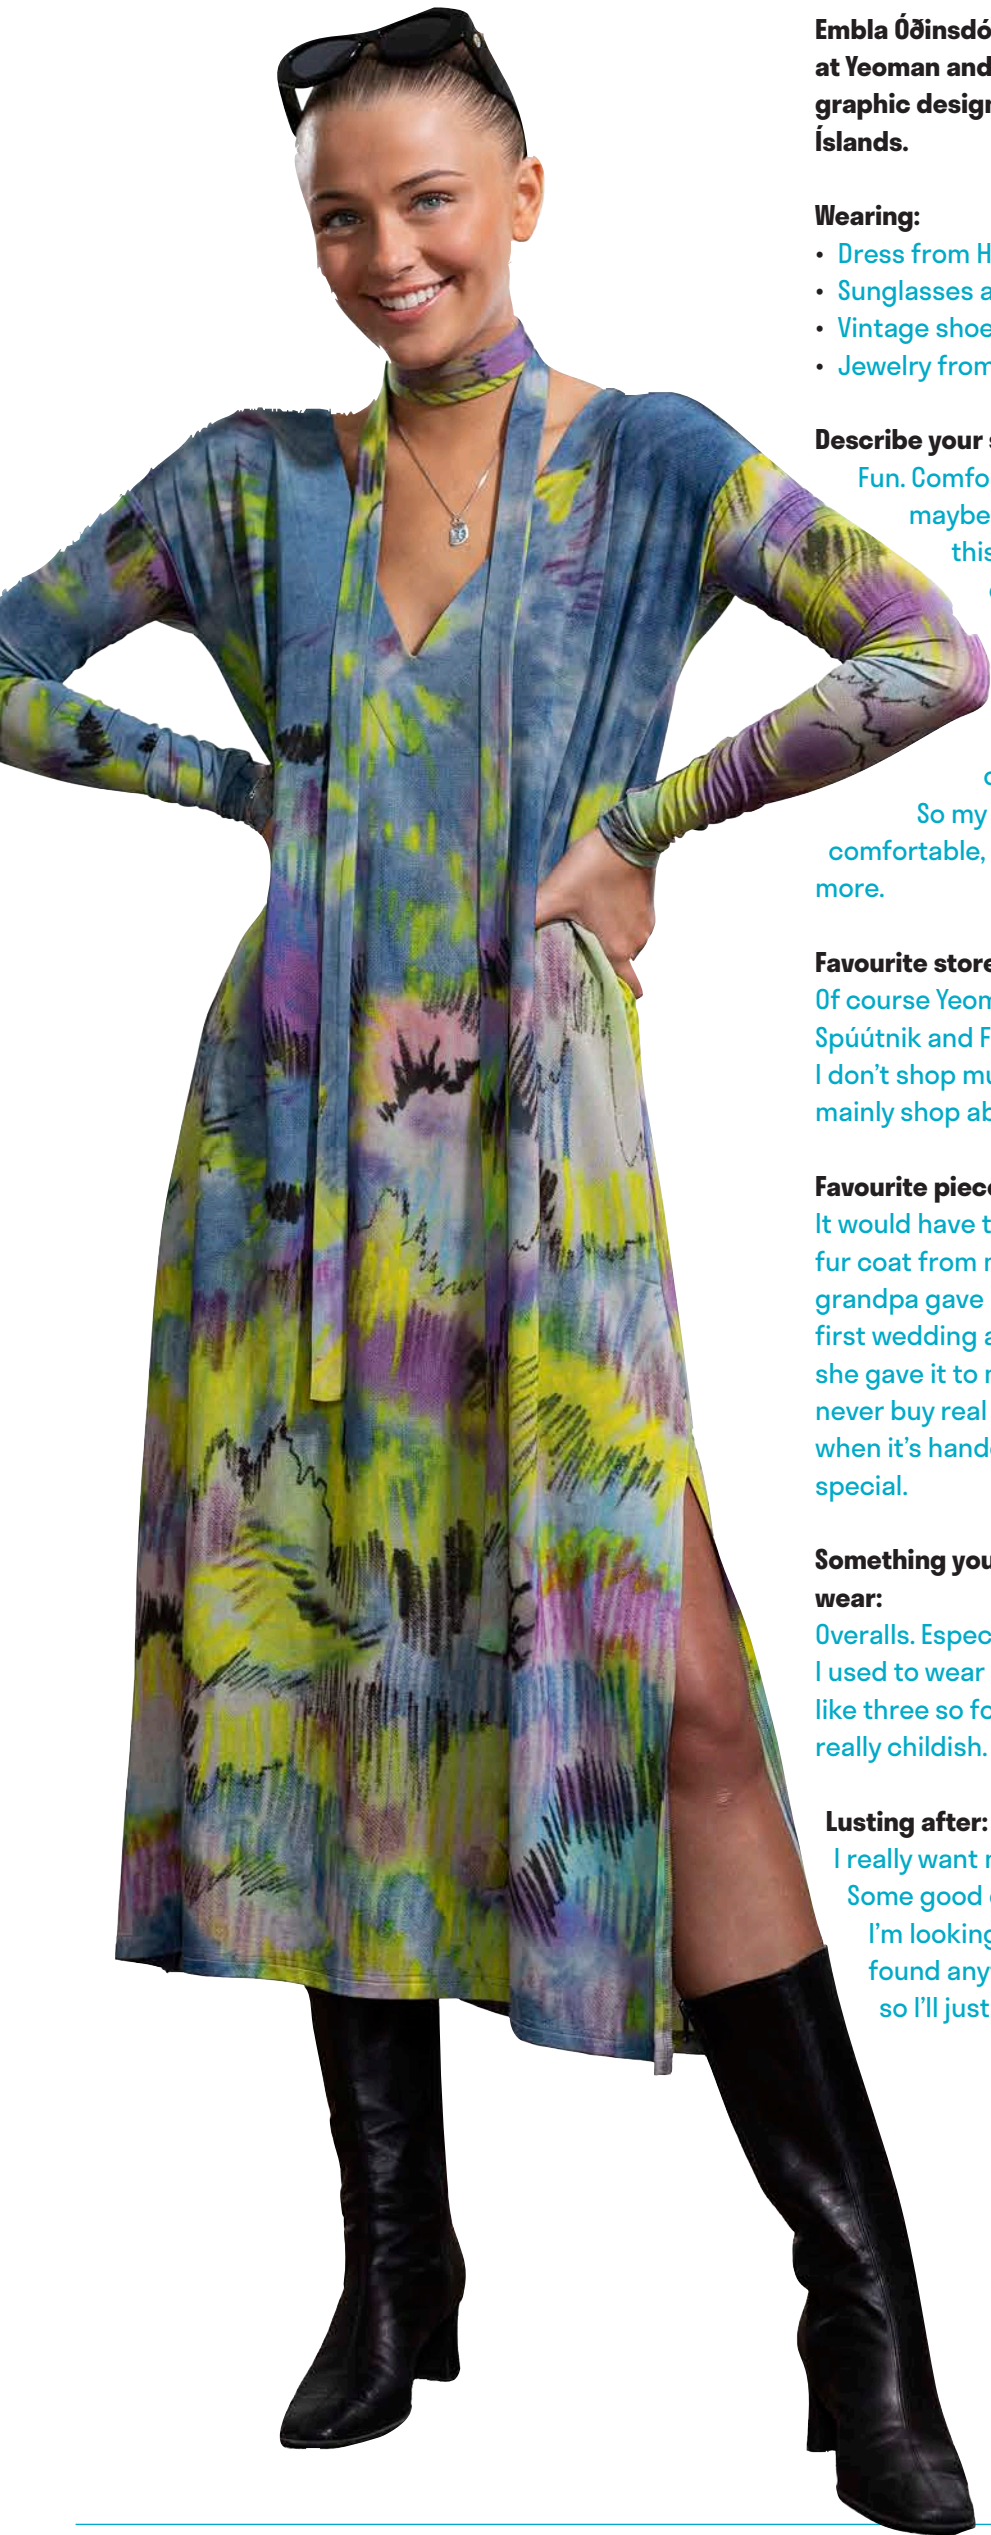 Embla Óðinsdó
at Yeoman and
graphic design
Íslands.
Wearing:
• Dress from H
• Sunglasses a
• Vintage shoe
• Jewelry from
Describe your s
Fun. Comfo
maybe
this
So my
comfortable,
more.
Favourite store
Of course Yeom
Spúútnik and F
I don't shop mu
mainly shop ab
Favourite piece
It would have t
fur coat from m
grandpa gave
first wedding a
she gave it to m
never buy real
when it's hand
special.
Something you
wear:
Overalls. Espec
I used to wear
like three so fo
really childish.
Lusting after:
I really want n
Some good
I'm looking
found any
so I'll just